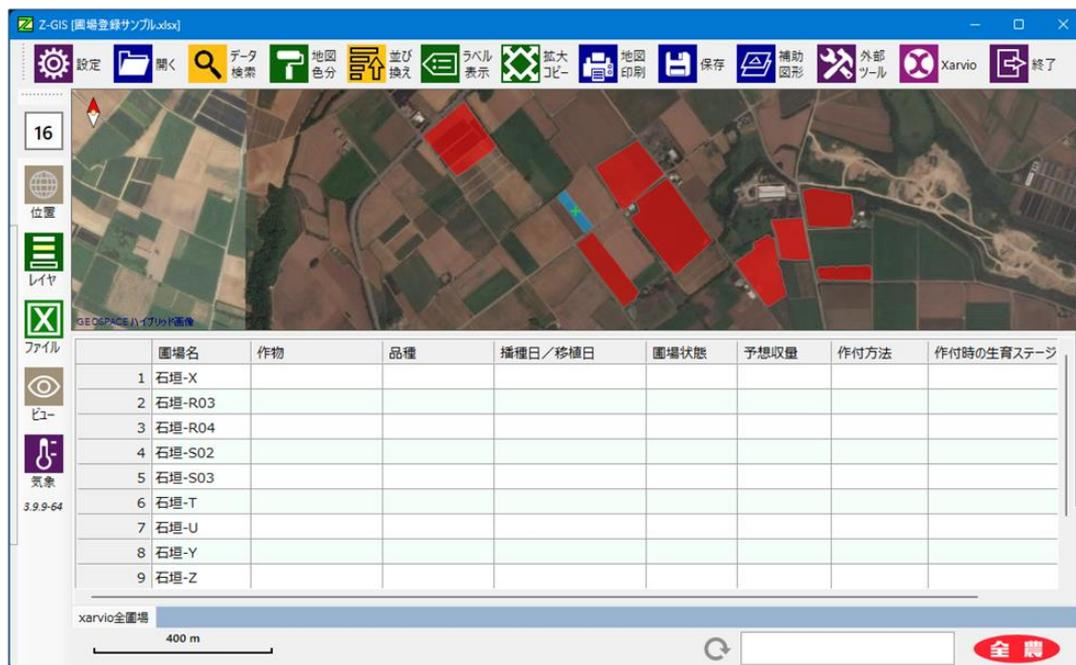 Z-GIS [圃場登録サンプル.xlsx]
設定 開く データ検索 地図色分 並び換え ラベル表示 拡大コピー 地図印刷 保存 補助図形 外部ツール Xarvio 終了
16
位置
レイヤ
ファイル
ビュー
気象
3.9.9-64
GEOSPACE ハイブリッド画像
圃場名 作物 品種 播種日／移植日 圃場状態 予想収量 作付方法 作付時の生育ステージ
1 石垣-X
2 石垣-R03
3 石垣-R04
4 石垣-S02
5 石垣-S03
6 石垣-T
7 石垣-U
8 石垣-Y
9 石垣-Z
xarvio全圃場
400 m
全農